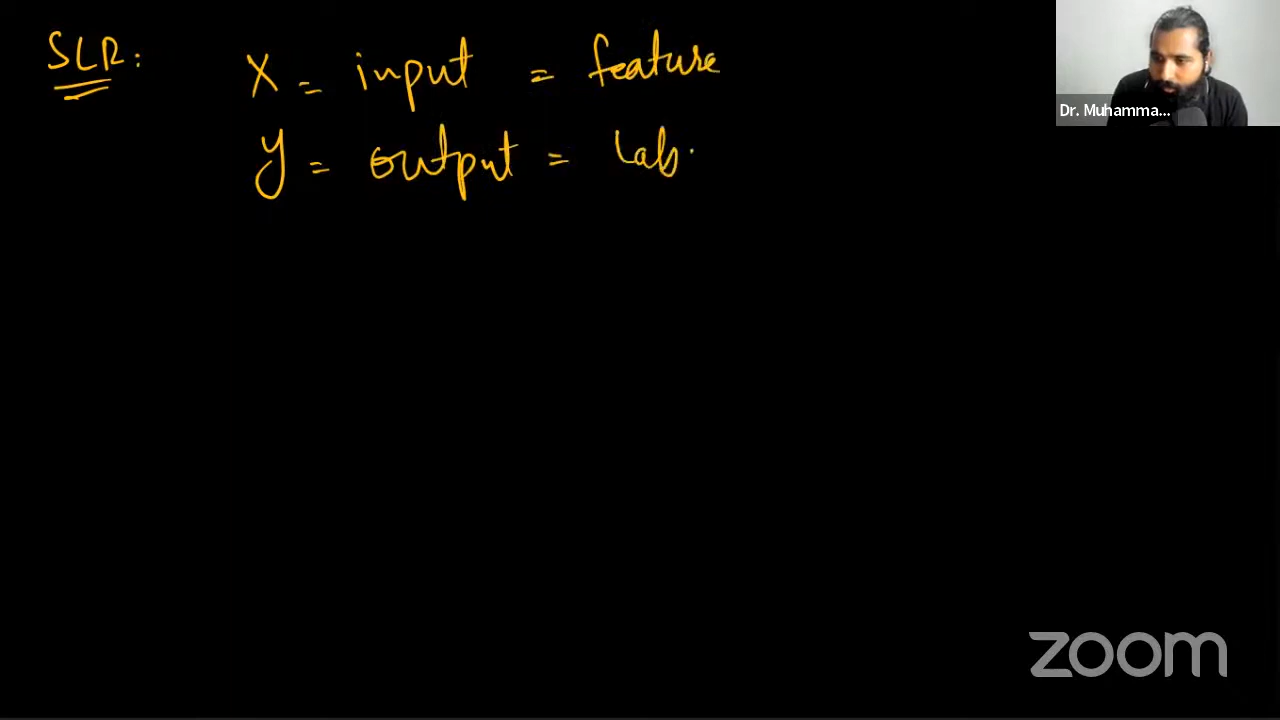 SLR:
X = input = feature
y = output = lab.
Dr. Muhamma...
zoom